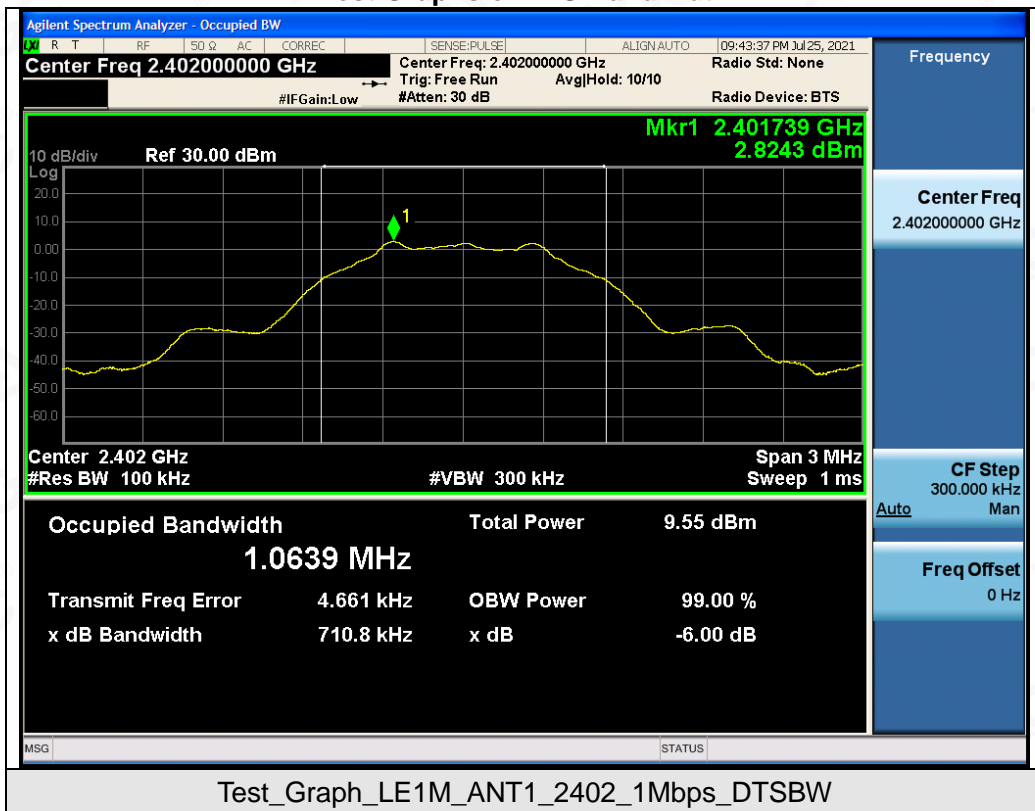 Agilent Spectrum Analyzer - Occupied BW
LXI R T RF 50 Ω AC CORREC SENSE:PULSE ALIGN AUTO 09:43:37 PM Jul 25, 2021
Center Freq 2.402000000 GHz
Center Freq: 2.402000000 GHz Radio Std: None
Trig: Free Run Avg|Hold: 10/10
#IFGain:Low #Atten: 30 dB Radio Device: BTS
Frequency
Mkr1 2.401739 GHz
2.8243 dBm
10 dB/div Ref 30.00 dBm
Log
20.0
10.0
0.00
-10.0
-20.0
-30.0
-40.0
-50.0
-60.0
1
Center 2.402 GHz Span 3 MHz
#Res BW 100 kHz #VBW 300 kHz Sweep 1 ms
Center Freq
2.402000000 GHz
CF Step
300.000 kHz
Auto Man
Freq Offset
0 Hz
Occupied Bandwidth Total Power 9.55 dBm
1.0639 MHz
Transmit Freq Error 4.661 kHz OBW Power 99.00 %
x dB Bandwidth 710.8 kHz x dB -6.00 dB
MSG STATUS
Test_Graph_LE1M_ANT1_2402_1Mbps_DTSBW